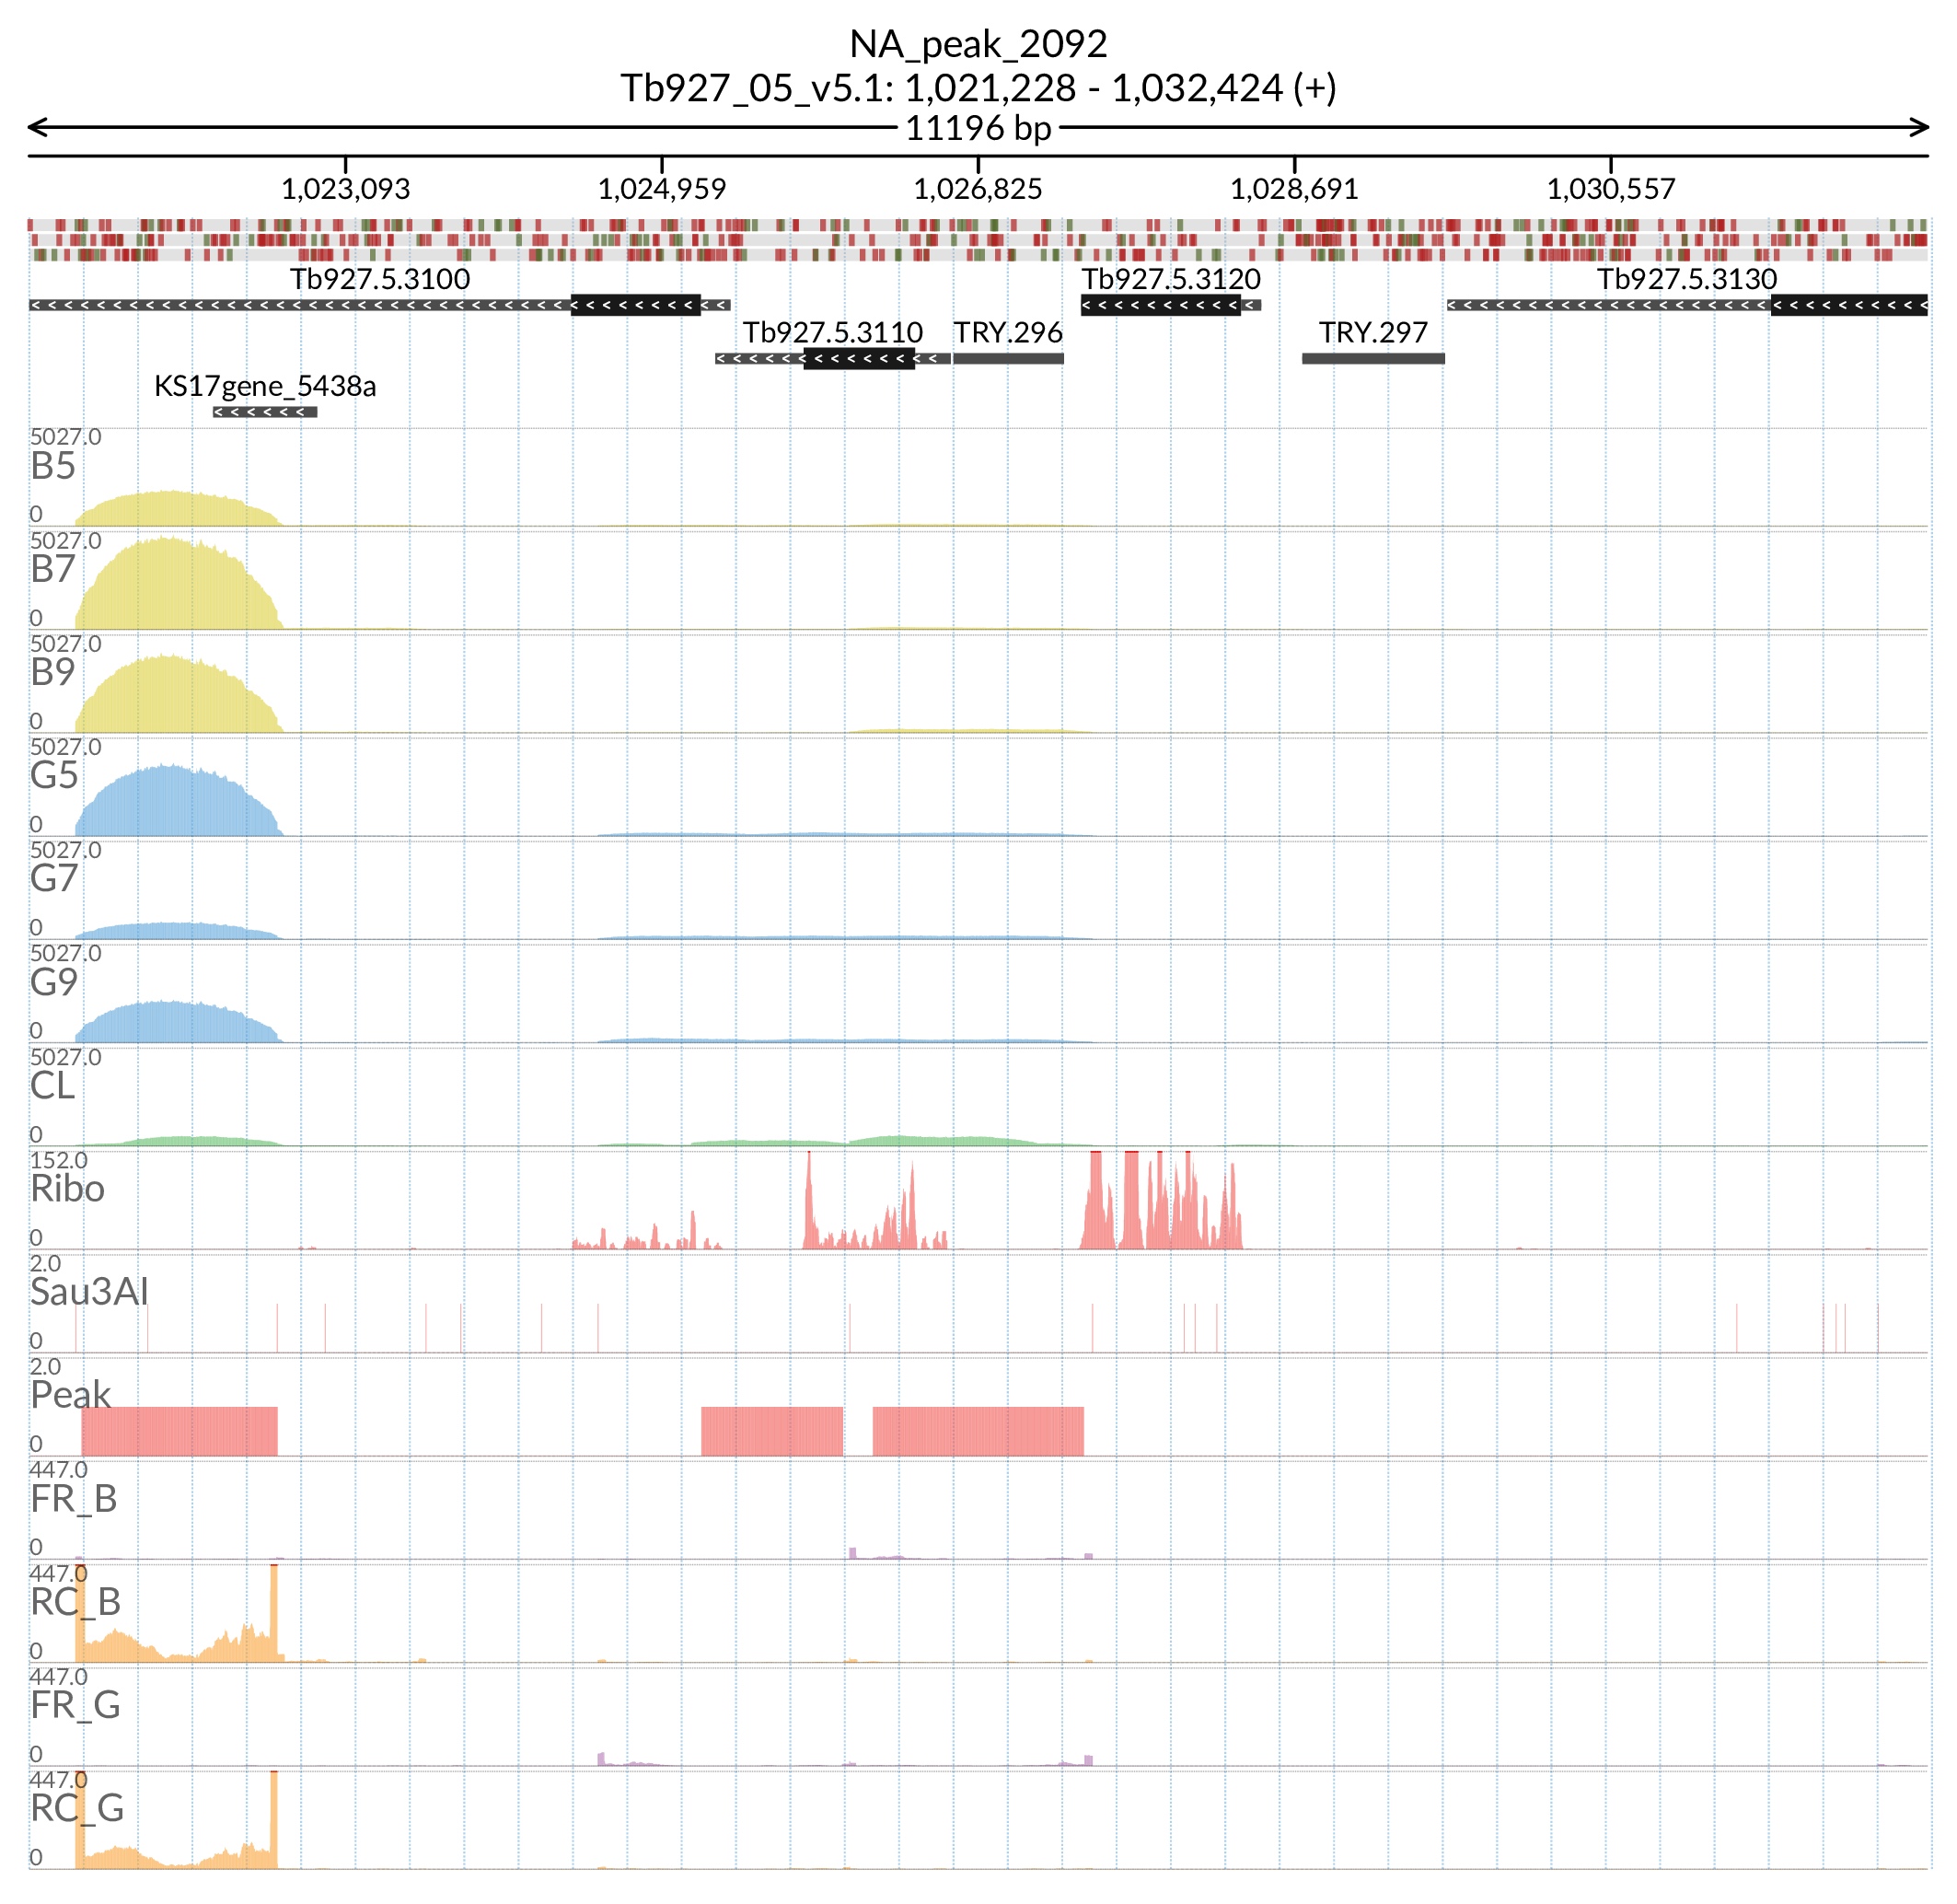 NA_peak_2092
Tb927_05_v5.1: 1,021,228 - 1,032,424 (+)
11196 bp
1,023,093 1,024,959 1,026,825 1,028,691 1,030,557
Tb927.5.3100 Tb927.5.3120 Tb927.5.3130
Tb927.5.3110 TRY.296 TRY.297
KS17gene_5438a
5027.0
B5
0
5027.0
B7
0
5027.0
B9
0
5027.0
G5
0
5027.0
G7
0
5027.0
G9
0
5027.0
CL
0
152.0
Ribo
0
2.0
Sau3AI
0
2.0
Peak
0
447.0
FR_B
0
447.0
RC_B
0
447.0
FR_G
0
447.0
RC_G
0